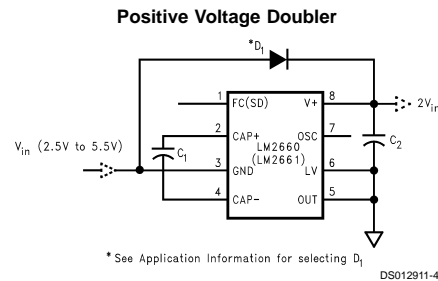 Positive Voltage Doubler
*D1
1 FC(SD) V+ 8
2Vin
2 CAP+ OSC 7
C1
LM2660
(LM2661)
C2
Vin (2.5V to 5.5V)
3 GND LV 6
4 CAP- OUT 5
* See Application Information for selecting D1
DS012911-4